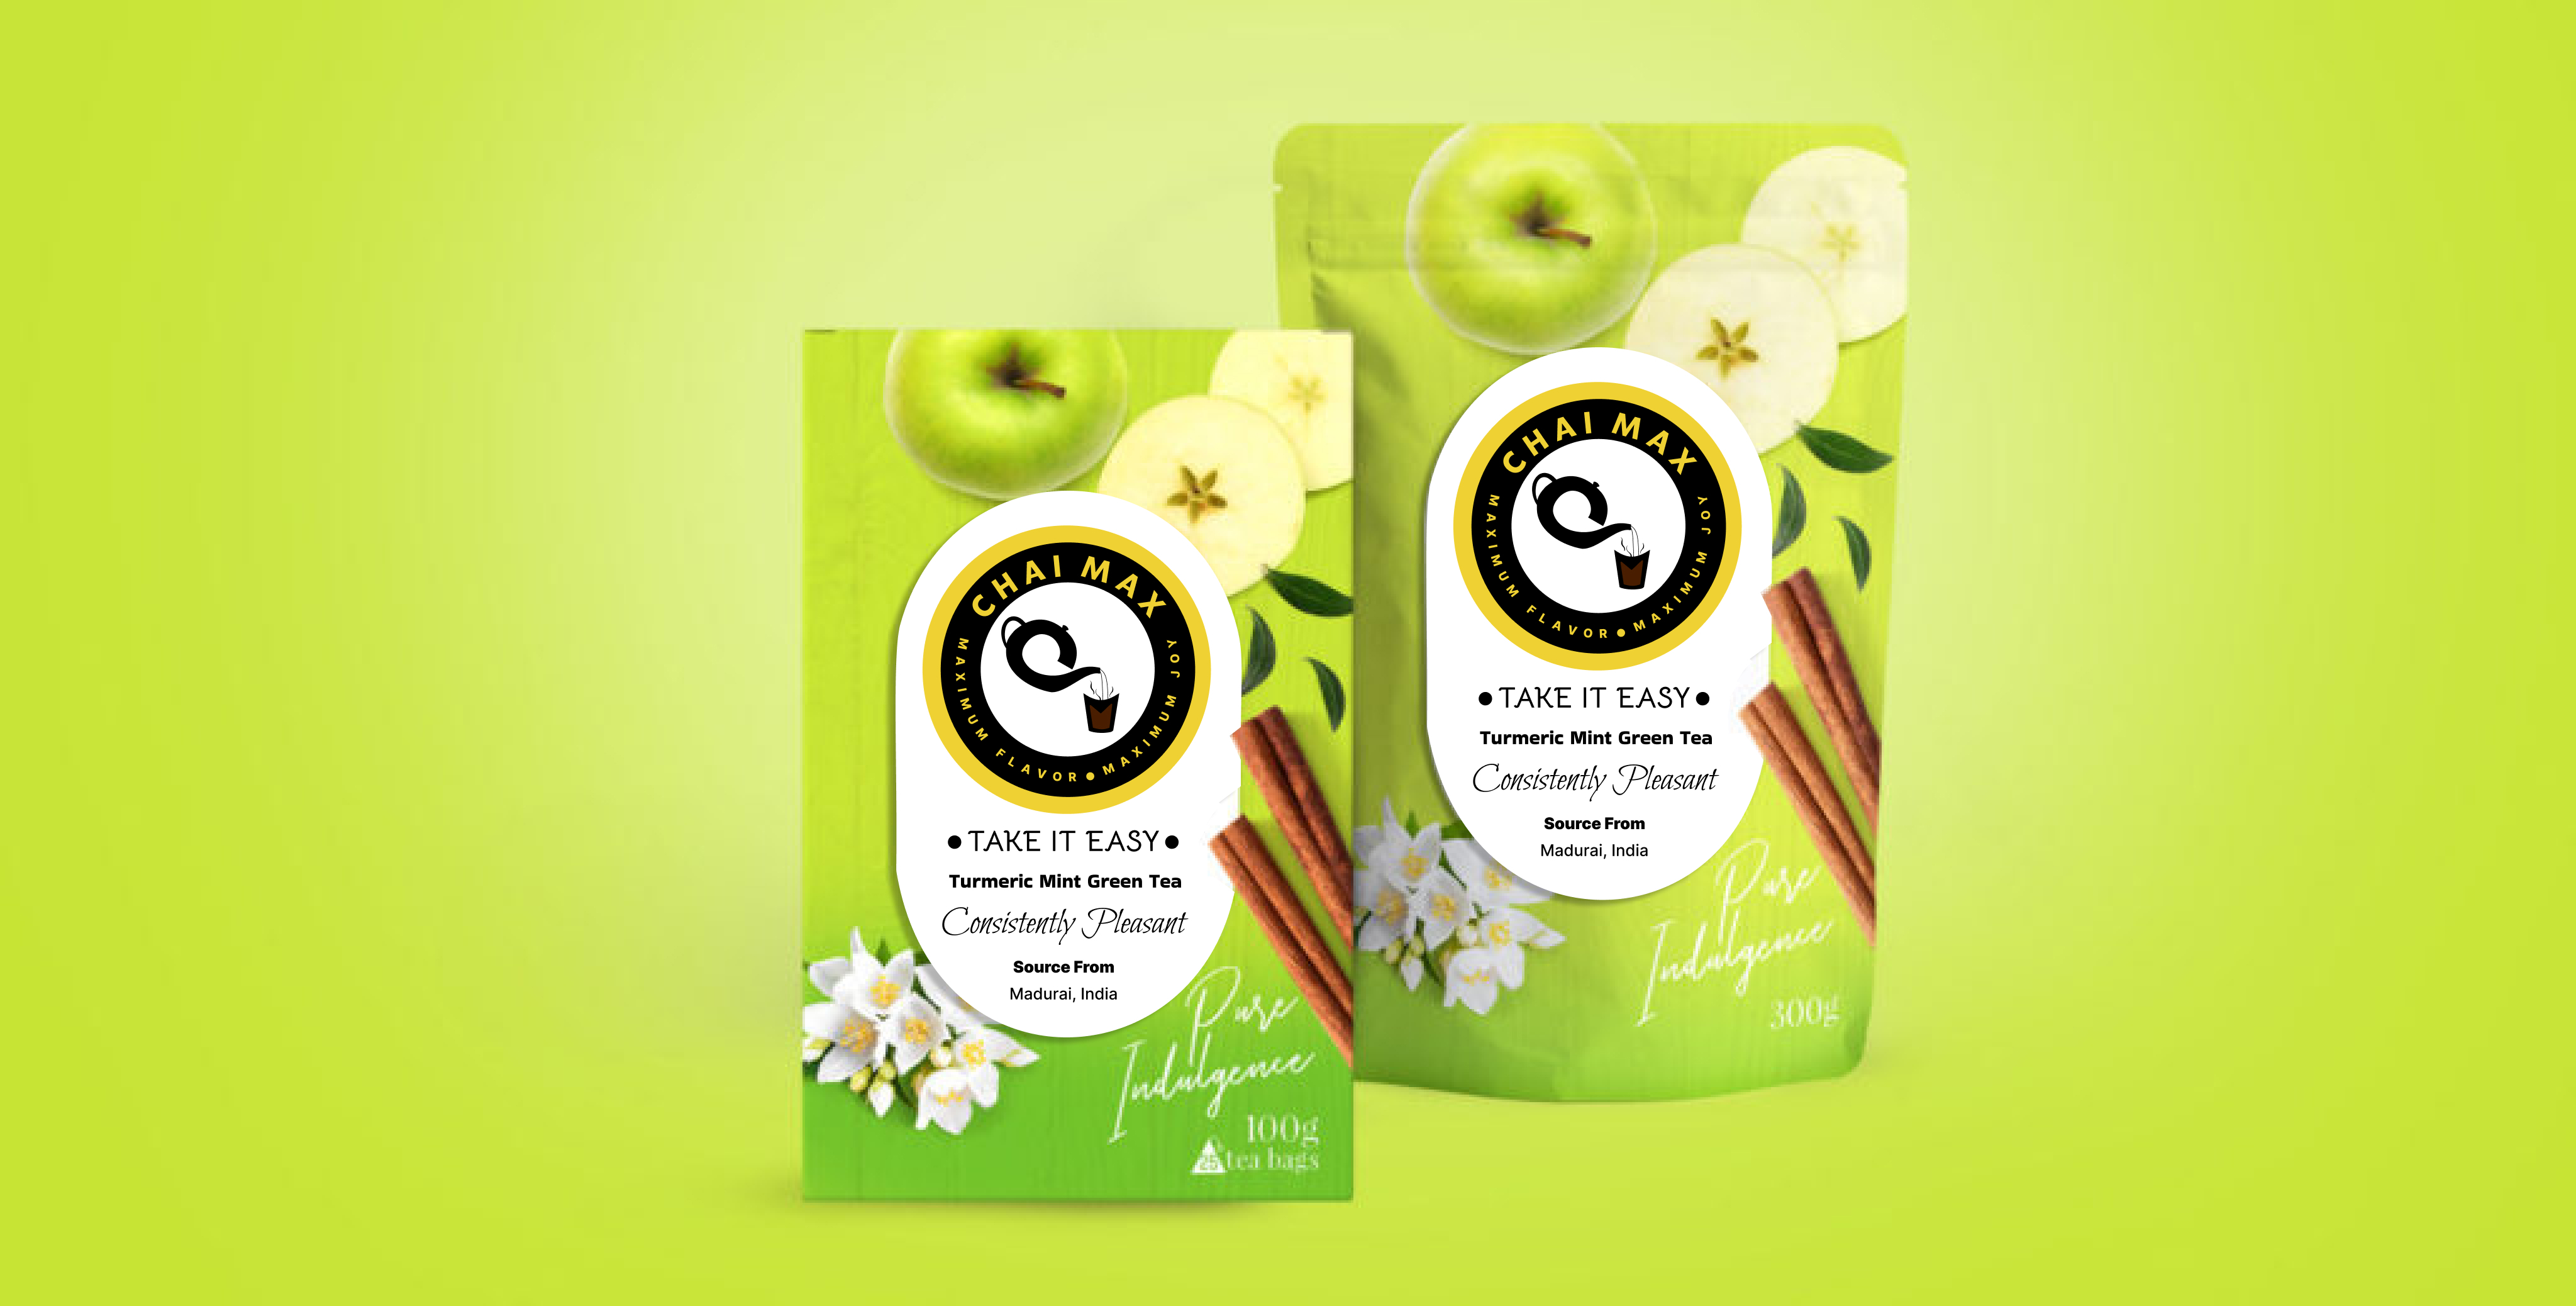 CHAI MAX
MAXIMUM FLAVOR ● MAXIMUM JOY
● TAKE IT EASY ●
Turmeric Mint Green Tea
Consistently Pleasant
Source From
Madurai, India
Pure
Indulgence
100g
25 tea bags
CHAI MAX
MAXIMUM FLAVOR ● MAXIMUM JOY
● TAKE IT EASY ●
Turmeric Mint Green Tea
Consistently Pleasant
Source From
Madurai, India
Pure
Indulgence
300g